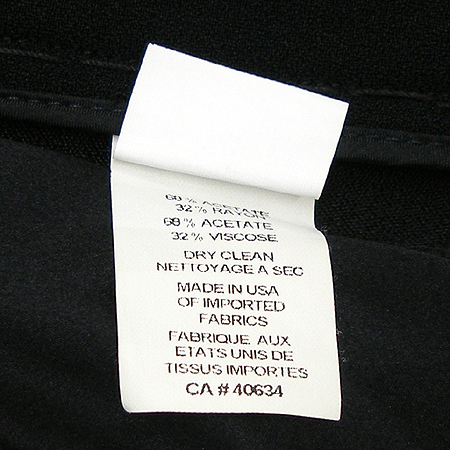 68 % ACETATE
32 % RAYON
68 % ACETATE
32 % VISCOSE
DRY CLEAN
NETTOYAGE A SEC
MADE IN USA
OF IMPORTED
FABRICS
FABRIQUE AUX
ETATS UNIS DE
TISSUS IMPORTES
CA # 40634